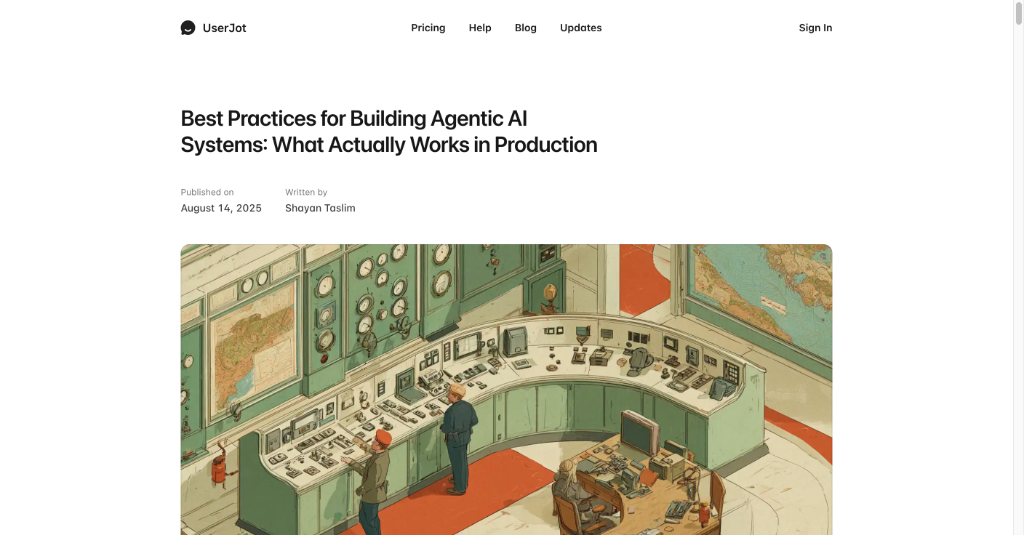 UserJot
Pricing
Help
Blog
Updates
Sign In
Best Practices for Building Agentic AI
Systems: What Actually Works in Production
Published on
Written by
August 14, 2025
Shayan Taslim